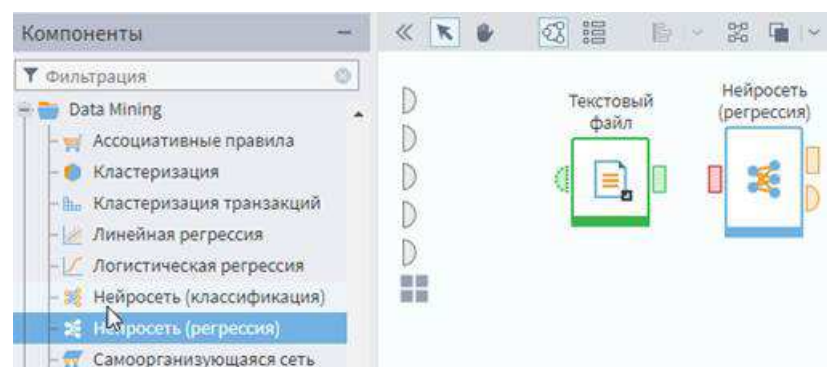 Компоненты
Фильтрация
Data Mining
Ассоциативные правила
Кластеризация
Кластеризация транзакций
Линейная регрессия
Логистическая регрессия
Нейросеть (классификация)
Нейросеть (регрессия)
Самоорганизующаяся сеть
Текстовый
файл
Нейросеть
(регрессия)